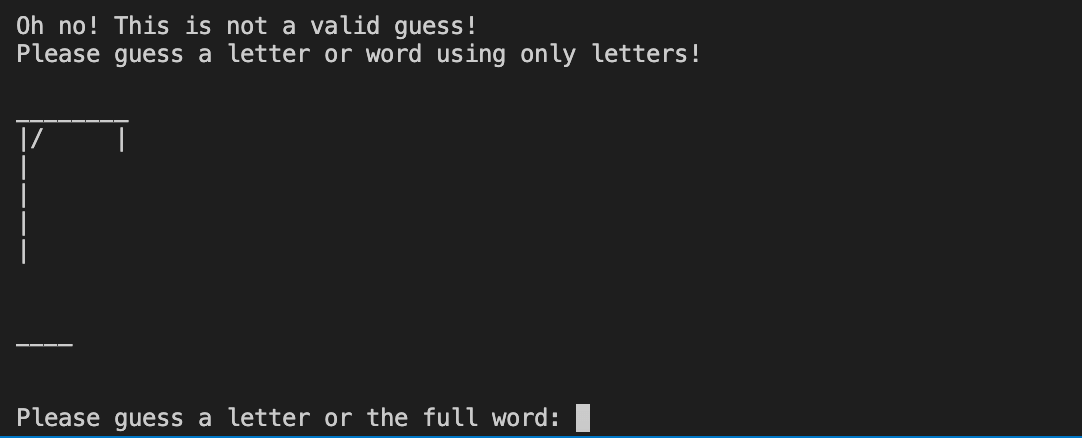 Oh no! This is not a valid guess!
Please guess a letter or word using only letters!
________
|/     |
|
|
|
|
____
Please guess a letter or the full word: